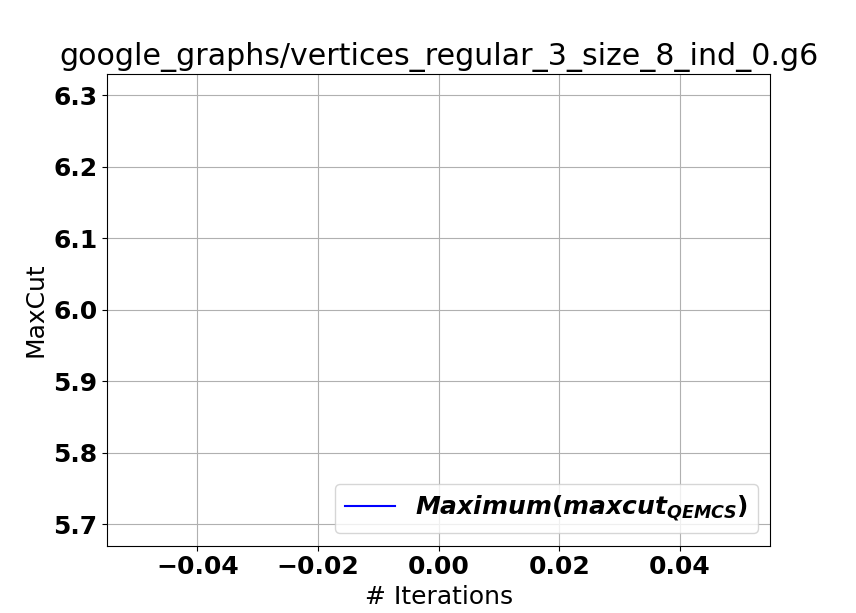 google_graphs/vertices_regular_3_size_8_ind_0.g6
6.3
6.2
6.1
6.0
5.9
5.8
5.7
MaxCut
Maximum(maxcut_QEMCS)
−0.04 −0.02 0.00 0.02 0.04
# Iterations